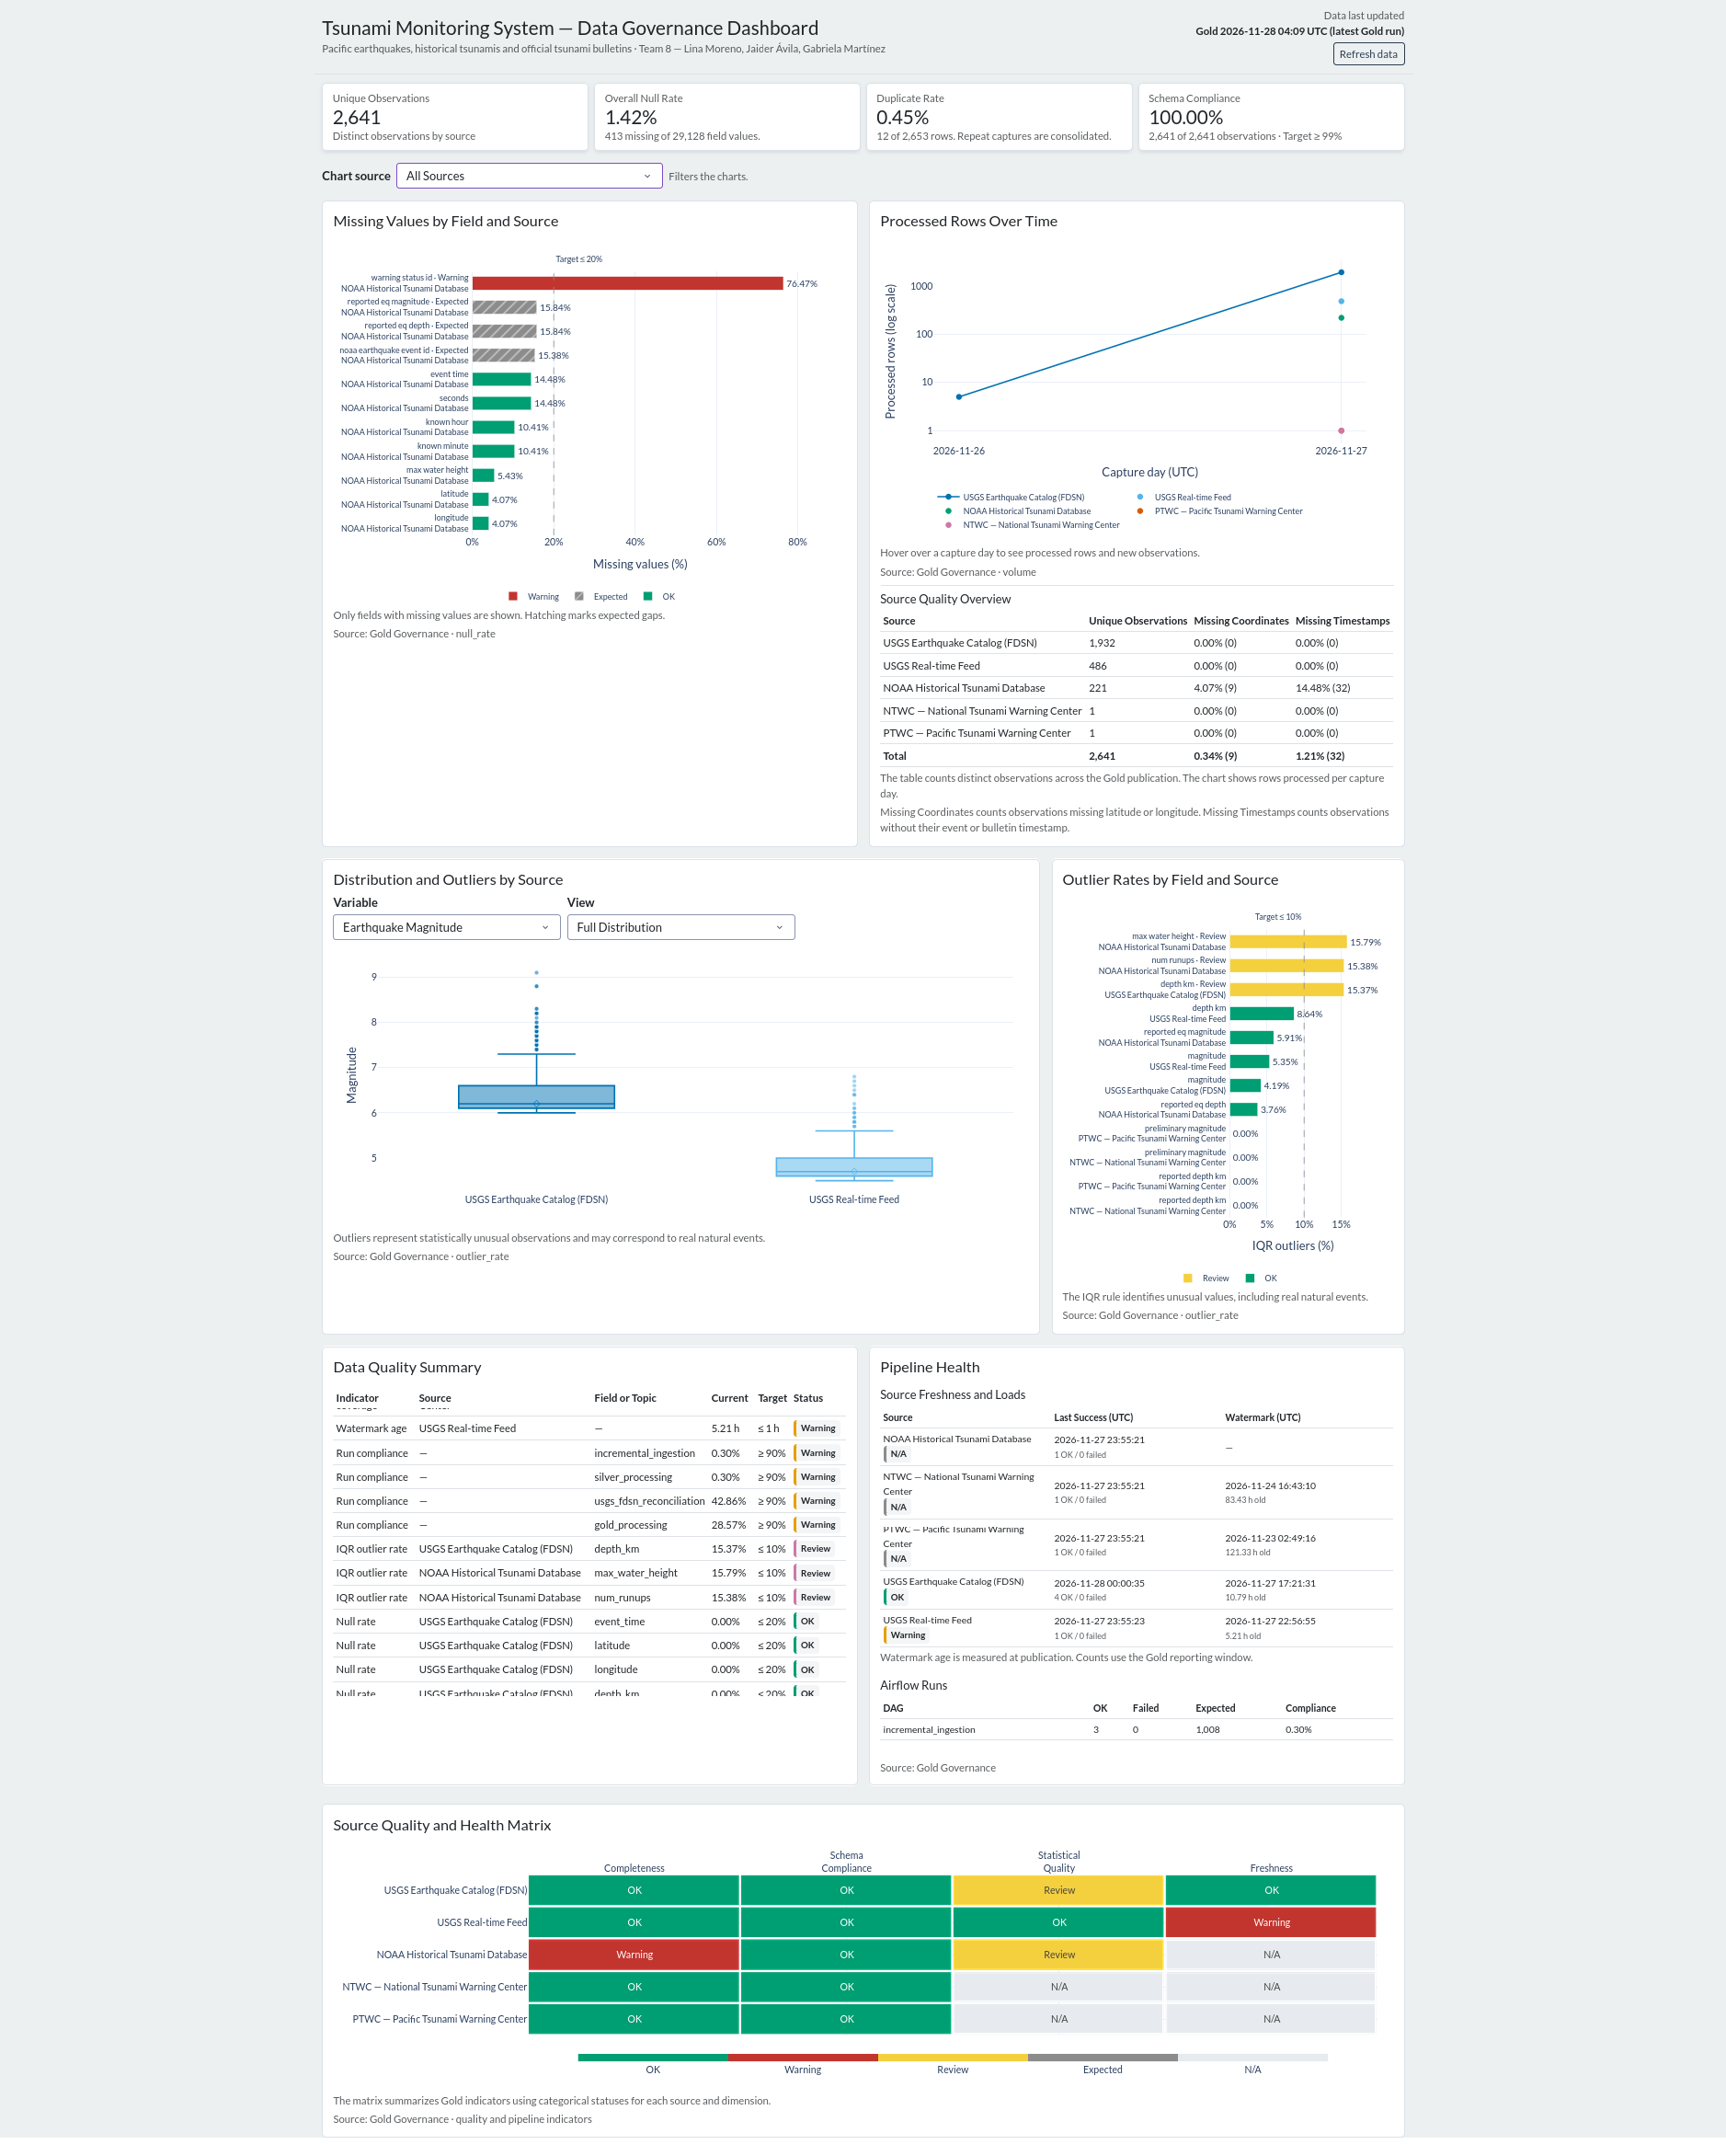 Tsunami Monitoring System — Data Governance Dashboard
Pacific earthquakes, historical tsunamis and official tsunami bulletins · Team 8 — Lina Moreno, Jaider Ávila, Gabriela Martínez
Data last updated
Gold 2026-11-28 04:09 UTC (latest Gold run)
Refresh data
Unique Observations
2,641
Distinct observations by source
Overall Null Rate
1.42%
413 missing of 29,128 field values.
Duplicate Rate
0.45%
12 of 2,653 rows. Repeat captures are consolidated.
Schema Compliance
100.00%
2,641 of 2,641 observations · Target ≥ 99%
Chart source
All Sources
Filters the charts.
Missing Values by Field and Source
Target ≤ 20%
warning status id · Warning
NOAA Historical Tsunami Database
76.47%
reported eq magnitude · Expected
NOAA Historical Tsunami Database
15.84%
reported eq depth · Expected
NOAA Historical Tsunami Database
15.84%
noaa earthquake event id · Expected
NOAA Historical Tsunami Database
15.38%
event time
NOAA Historical Tsunami Database
14.48%
seconds
NOAA Historical Tsunami Database
14.48%
known hour
NOAA Historical Tsunami Database
10.41%
known minute
NOAA Historical Tsunami Database
10.41%
max water height
NOAA Historical Tsunami Database
5.43%
latitude
NOAA Historical Tsunami Database
4.07%
longitude
NOAA Historical Tsunami Database
4.07%
0% 20% 40% 60% 80%
Missing values (%)
Warning Expected OK
Only fields with missing values are shown. Hatching marks expected gaps.
Source: Gold Governance · null_rate
Processed Rows Over Time
Processed rows (log scale)
1000
100
10
1
2026-11-26 2026-11-27
Capture day (UTC)
USGS Earthquake Catalog (FDSN) USGS Real-time Feed
NOAA Historical Tsunami Database PTWC — Pacific Tsunami Warning Center
NTWC — National Tsunami Warning Center
Hover over a capture day to see processed rows and new observations.
Source: Gold Governance · volume
Source Quality Overview
Source Unique Observations Missing Coordinates Missing Timestamps
USGS Earthquake Catalog (FDSN) 1,932 0.00% (0) 0.00% (0)
USGS Real-time Feed 486 0.00% (0) 0.00% (0)
NOAA Historical Tsunami Database 221 4.07% (9) 14.48% (32)
NTWC — National Tsunami Warning Center 1 0.00% (0) 0.00% (0)
PTWC — Pacific Tsunami Warning Center 1 0.00% (0) 0.00% (0)
Total 2,641 0.34% (9) 1.21% (32)
The table counts distinct observations across the Gold publication. The chart shows rows processed per capture
day.
Missing Coordinates counts observations missing latitude or longitude. Missing Timestamps counts observations
without their event or bulletin timestamp.
Distribution and Outliers by Source
Variable View
Earthquake Magnitude Full Distribution
Magnitude
9
8
7
6
5
USGS Earthquake Catalog (FDSN) USGS Real-time Feed
Outliers represent statistically unusual observations and may correspond to real natural events.
Source: Gold Governance · outlier_rate
Outlier Rates by Field and Source
Target ≤ 10%
max water height · Review
NOAA Historical Tsunami Database
15.79%
num runups · Review
NOAA Historical Tsunami Database
15.38%
depth km · Review
USGS Earthquake Catalog (FDSN)
15.37%
depth km
USGS Real-time Feed
8.64%
reported eq magnitude
NOAA Historical Tsunami Database
5.91%
magnitude
USGS Real-time Feed
5.35%
magnitude
USGS Earthquake Catalog (FDSN)
4.19%
reported eq depth
NOAA Historical Tsunami Database
3.76%
preliminary magnitude
PTWC — Pacific Tsunami Warning Center
0.00%
preliminary magnitude
NTWC — National Tsunami Warning Center
0.00%
reported depth km
PTWC — Pacific Tsunami Warning Center
0.00%
reported depth km
NTWC — National Tsunami Warning Center
0.00%
0% 5% 10% 15%
IQR outliers (%)
Review OK
The IQR rule identifies unusual values, including real natural events.
Source: Gold Governance · outlier_rate
Data Quality Summary
Indicator Source Field or Topic Current Target Status
Watermark age USGS Real-time Feed — 5.21 h ≤ 1 h Warning
Run compliance — incremental_ingestion 0.30% ≥ 90% Warning
Run compliance — silver_processing 0.30% ≥ 90% Warning
Run compliance — usgs_fdsn_reconciliation 42.86% ≥ 90% Warning
Run compliance — gold_processing 28.57% ≥ 90% Warning
IQR outlier rate USGS Earthquake Catalog (FDSN) depth_km 15.37% ≤ 10% Review
IQR outlier rate NOAA Historical Tsunami Database max_water_height 15.79% ≤ 10% Review
IQR outlier rate NOAA Historical Tsunami Database num_runups 15.38% ≤ 10% Review
Null rate USGS Earthquake Catalog (FDSN) event_time 0.00% ≤ 20% OK
Null rate USGS Earthquake Catalog (FDSN) latitude 0.00% ≤ 20% OK
Null rate USGS Earthquake Catalog (FDSN) longitude 0.00% ≤ 20% OK
Null rate USGS Earthquake Catalog (FDSN) depth_km 0.00% ≤ 20% OK
Pipeline Health
Source Freshness and Loads
Source Last Success (UTC) Watermark (UTC)
NOAA Historical Tsunami Database
N/A
2026-11-27 23:55:21
1 OK / 0 failed
—
NTWC — National Tsunami Warning
Center
N/A
2026-11-27 23:55:21
1 OK / 0 failed
2026-11-24 16:43:10
83.43 h old
PTWC — Pacific Tsunami Warning
Center
N/A
2026-11-27 23:55:21
1 OK / 0 failed
2026-11-23 02:49:16
121.33 h old
USGS Earthquake Catalog (FDSN)
OK
2026-11-28 00:00:35
4 OK / 0 failed
2026-11-27 17:21:31
10.79 h old
USGS Real-time Feed
Warning
2026-11-27 23:55:23
1 OK / 0 failed
2026-11-27 22:56:55
5.21 h old
Watermark age is measured at publication. Counts use the Gold reporting window.
Airflow Runs
DAG OK Failed Expected Compliance
incremental_ingestion 3 0 1,008 0.30%
Source: Gold Governance
Source Quality and Health Matrix
Completeness Schema Compliance Statistical Quality Freshness
USGS Earthquake Catalog (FDSN) OK OK Review OK
USGS Real-time Feed OK OK OK Warning
NOAA Historical Tsunami Database Warning OK Review N/A
NTWC — National Tsunami Warning Center OK OK N/A N/A
PTWC — Pacific Tsunami Warning Center OK OK N/A N/A
OK Warning Review Expected N/A
The matrix summarizes Gold indicators using categorical statuses for each source and dimension.
Source: Gold Governance · quality and pipeline indicators